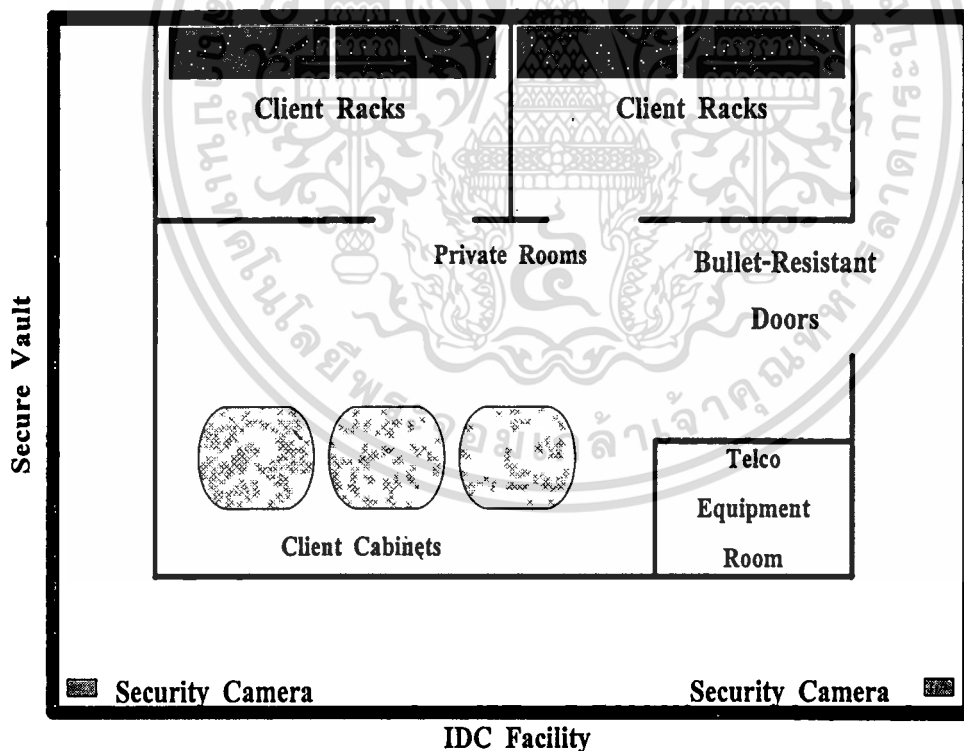 Client Racks
Client Racks
Private Rooms
Bullet-Resistant
Doors
Secure Vault
Telco
Equipment
Room
Client Cabinets
Security Camera
Security Camera
IDC Facility